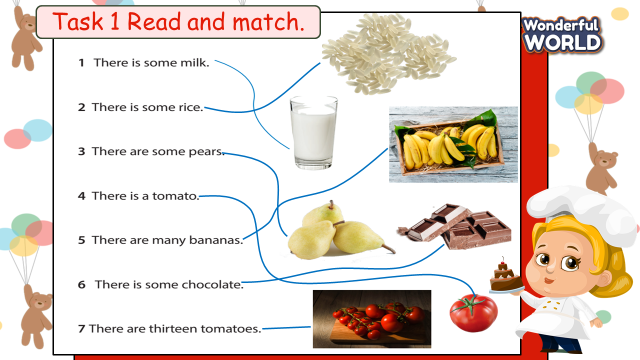 Task 1 Read and match.
Wonderful
WORLD
1 There is some milk.
2 There is some rice.
3 There are some pears.
4 There is a tomato.
5 There are many bananas.
6 There is some chocolate.
7 There are thirteen tomatoes.